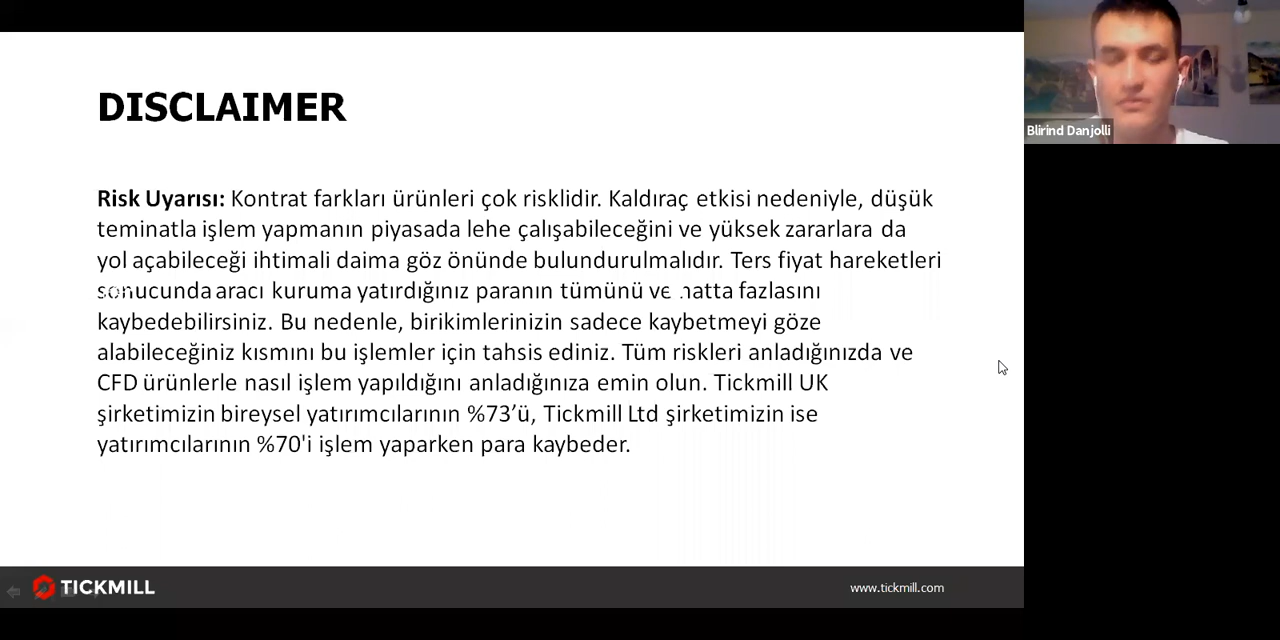 DISCLAIMER
Risk Uyarısı: Kontrat farkları ürünleri çok risklidir. Kaldıraç etkisi nedeniyle, düşük
teminatla işlem yapmanın piyasada lehe çalışabileceğini ve yüksek zararlara da
yol açabileceği ihtimali daima göz önünde bulundurulmalıdır. Ters fiyat hareketleri
sonucunda aracı kuruma yatırdığınız paranın tümünü ve hatta fazlasını
kaybedebilirsiniz. Bu nedenle, birikimlerinizin sadece kaybetmeyi göze
alabileceğiniz kısmını bu işlemler için tahsis ediniz. Tüm riskleri anladığınızda ve
CFD ürünlerle nasıl işlem yapıldığını anladığınıza emin olun. Tickmill UK
şirketimizin bireysel yatırımcılarının %73’ü, Tickmill Ltd şirketimizin ise
yatırımcılarının %70'i işlem yaparken para kaybeder.
TICKMILL
www.tickmill.com
Blirind Danjolli